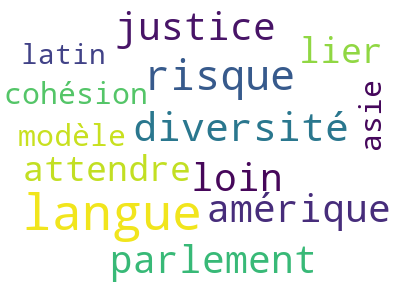 justice
latin
lier
risque
cohésion
asie
diversité
modèle
attendre
loin
langue
amérique
parlement